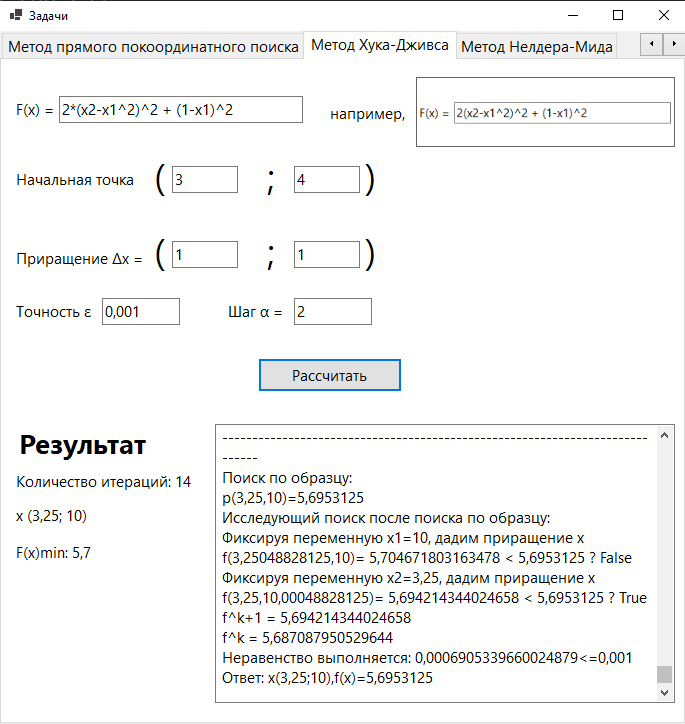 Задачи
Метод прямого покоординатного поиска
Метод Хука-Дживса
Метод Нелдера-Мида
F(x) = 2*(x2-x1^2)^2 + (1-x1)^2
например,
F(x) = 2(x2-x1^2)^2 + (1-x1)^2
Начальная точка ( 3 ; 4 )
Приращение Δx = ( 1 ; 1 )
Точность ε 0,001 Шаг α = 2
Рассчитать
Результат
Количество итераций: 14
x (3,25; 10)
F(x)min: 5,7
-----------------------------------------------------------------------
------
Поиск по образцу:
p(3,25,10)=5,6953125
Исследующий поиск после поиска по образцу:
Фиксируя переменную x1=10, дадим приращение x
f(3,25048828125,10)= 5,704671803163478 < 5,6953125 ? False
Фиксируя переменную x2=3,25, дадим приращение x
f(3,25,10,00048828125)= 5,694214344024658 < 5,6953125 ? True
f^k+1 = 5,694214344024658
f^k = 5,687087950529644
Неравенство выполняется: 0,0006905339660024879<=0,001
Ответ: x(3,25;10),f(x)=5,6953125